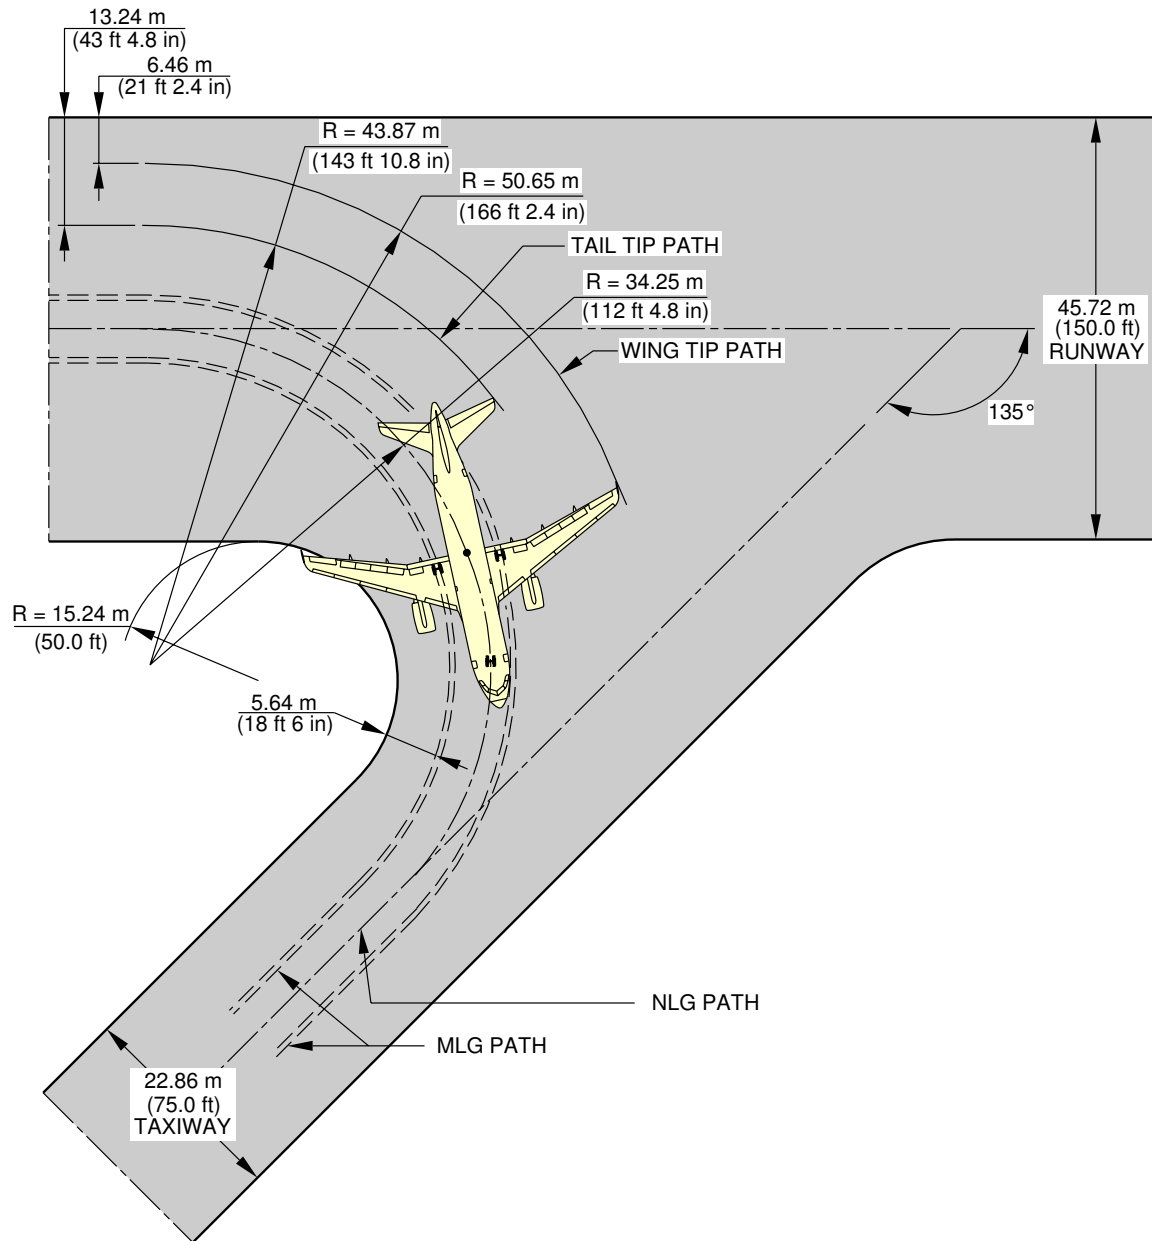 13.24 m
(43 ft 4.8 in)
6.46 m
(21 ft 2.4 in)
R = 43.87 m
(143 ft 10.8 in)
R = 50.65 m
(166 ft 2.4 in)
TAIL TIP PATH
R = 34.25 m
(112 ft 4.8 in)
WING TIP PATH
45.72 m
(150.0 ft)
RUNWAY
135°
R = 15.24 m
(50.0 ft)
5.64 m
(18 ft 6 in)
NLG PATH
MLG PATH
22.86 m
(75.0 ft)
TAXIWAY